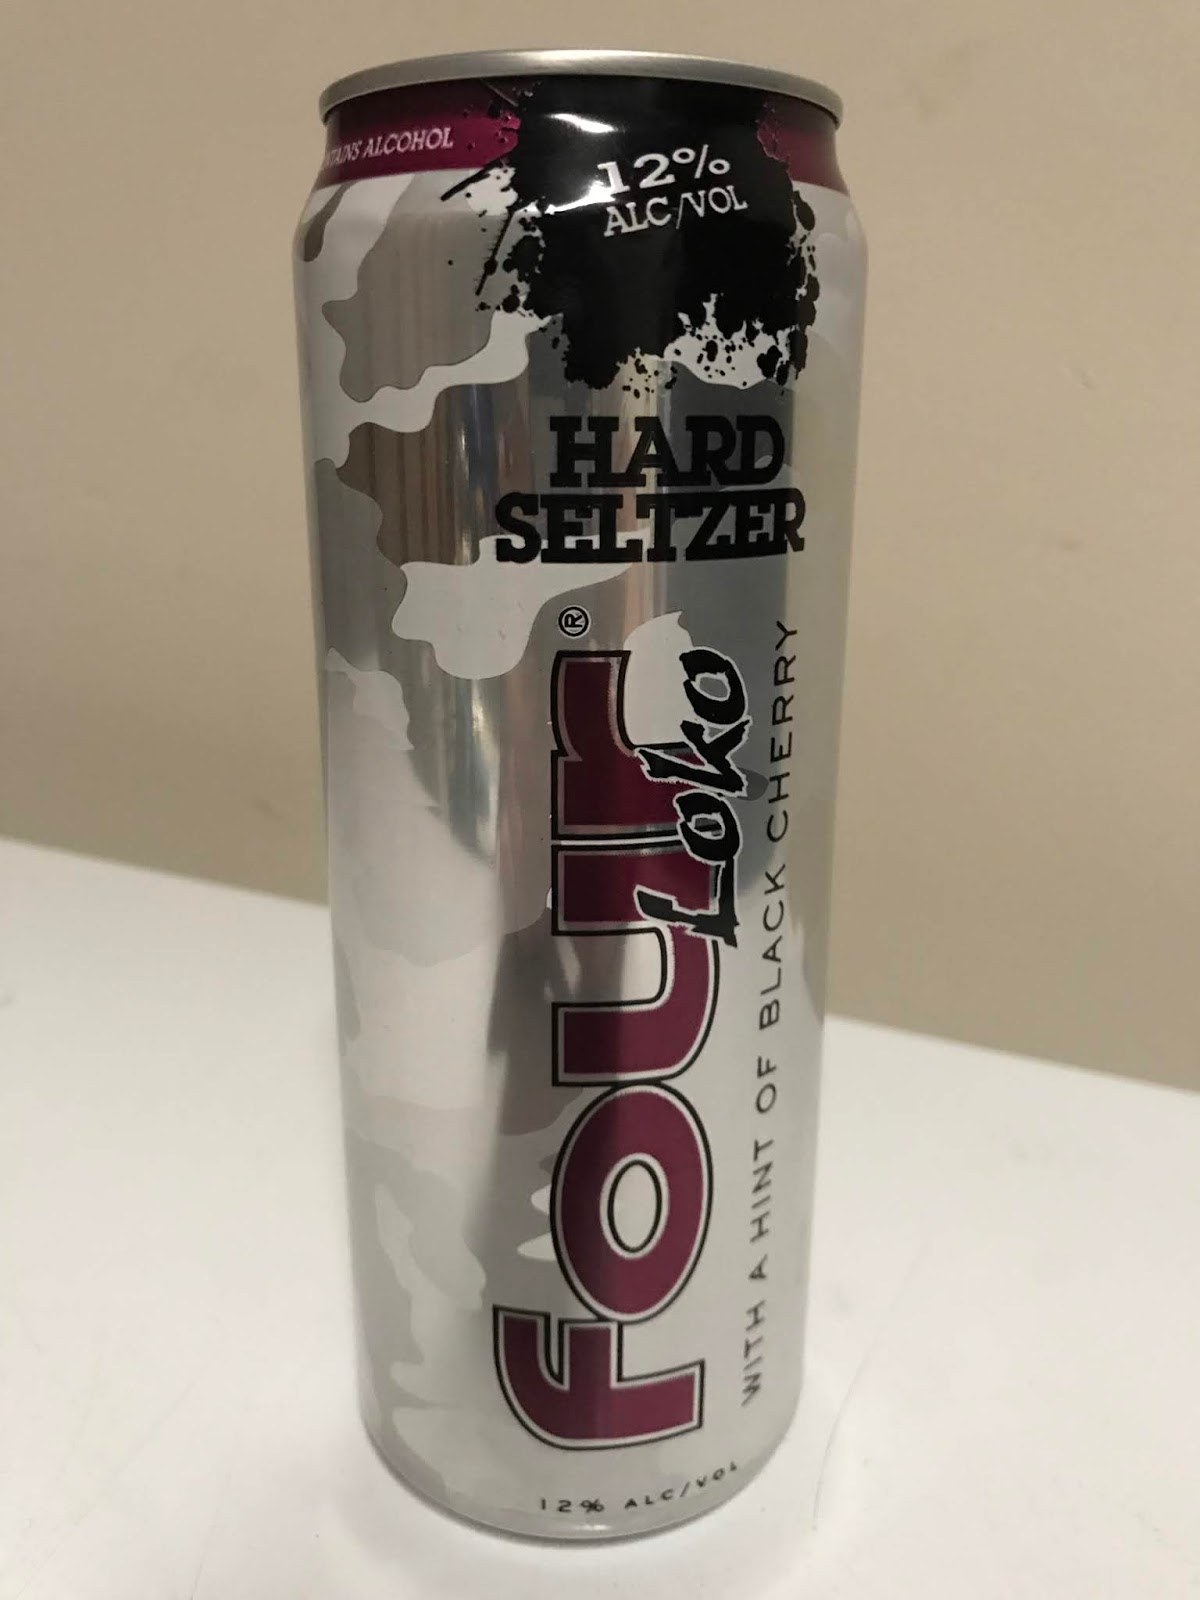 ALCOHOL
12%
ALC/VOL
HARD
SELTZER
four®
Loko
WITH A HINT OF BLACK CHERRY
12% ALC/VOL